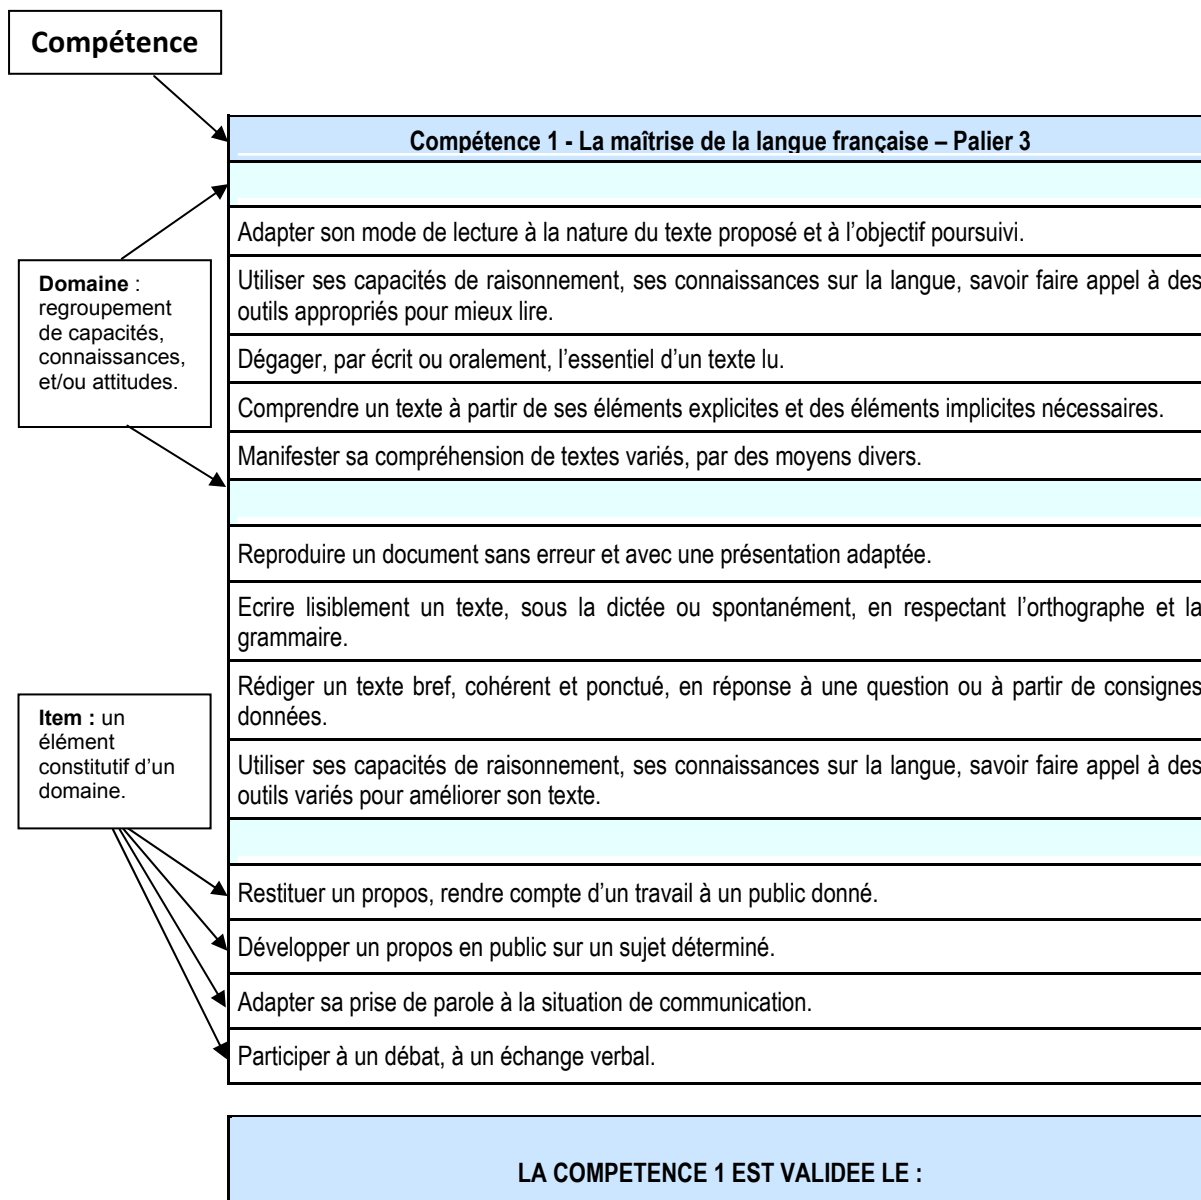 Compétence
Compétence 1 - La maîtrise de la langue française – Palier 3
Adapter son mode de lecture à la nature du texte proposé et à l’objectif poursuivi.
Domaine :
regroupement
de capacités,
connaissances,
et/ou attitudes.
Utiliser ses capacités de raisonnement, ses connaissances sur la langue, savoir faire appel à des
outils appropriés pour mieux lire.
Dégager, par écrit ou oralement, l’essentiel d’un texte lu.
Comprendre un texte à partir de ses éléments explicites et des éléments implicites nécessaires.
Manifester sa compréhension de textes variés, par des moyens divers.
Reproduire un document sans erreur et avec une présentation adaptée.
Ecrire lisiblement un texte, sous la dictée ou spontanément, en respectant l’orthographe et la
grammaire.
Rédiger un texte bref, cohérent et ponctué, en réponse à une question ou à partir de consignes
données.
Item : un
élément
constitutif d’un
domaine.
Utiliser ses capacités de raisonnement, ses connaissances sur la langue, savoir faire appel à des
outils variés pour améliorer son texte.
Restituer un propos, rendre compte d’un travail à un public donné.
Développer un propos en public sur un sujet déterminé.
Adapter sa prise de parole à la situation de communication.
Participer à un débat, à un échange verbal.
LA COMPETENCE 1 EST VALIDEE LE :